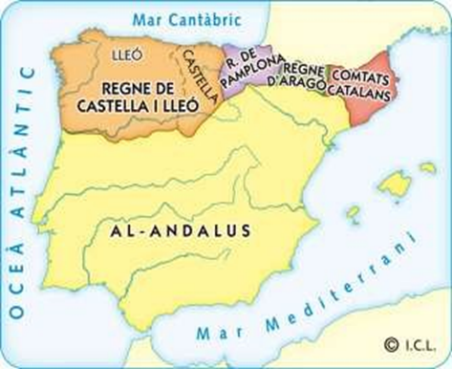 Mar Cantàbric
LLEÓ
CASTELLA
REGNE DE
CASTELLA I LLEÓ
R. DE
PAMPLONA
REGNE
D'ARAGÓ
COMTATS
CATALANS
OCEÀ ATLÀNTIC
AL-ANDALUS
Mar Mediterrani
© I.C.L.